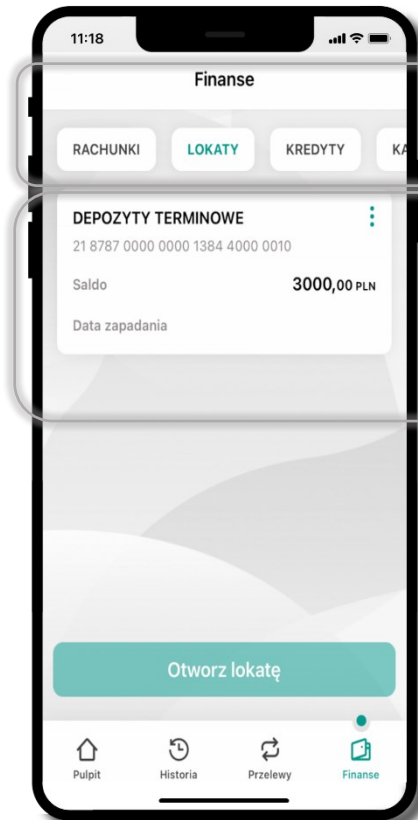 11:18
Finanse
RACHUNKI LOKATY KREDYTY KA
DEPOZYTY TERMINOWE
21 8787 0000 0000 1384 4000 0010
Saldo 3000,00 PLN
Data zapadania
Otworz lokatę
Pulpit Historia Przelewy Finanse